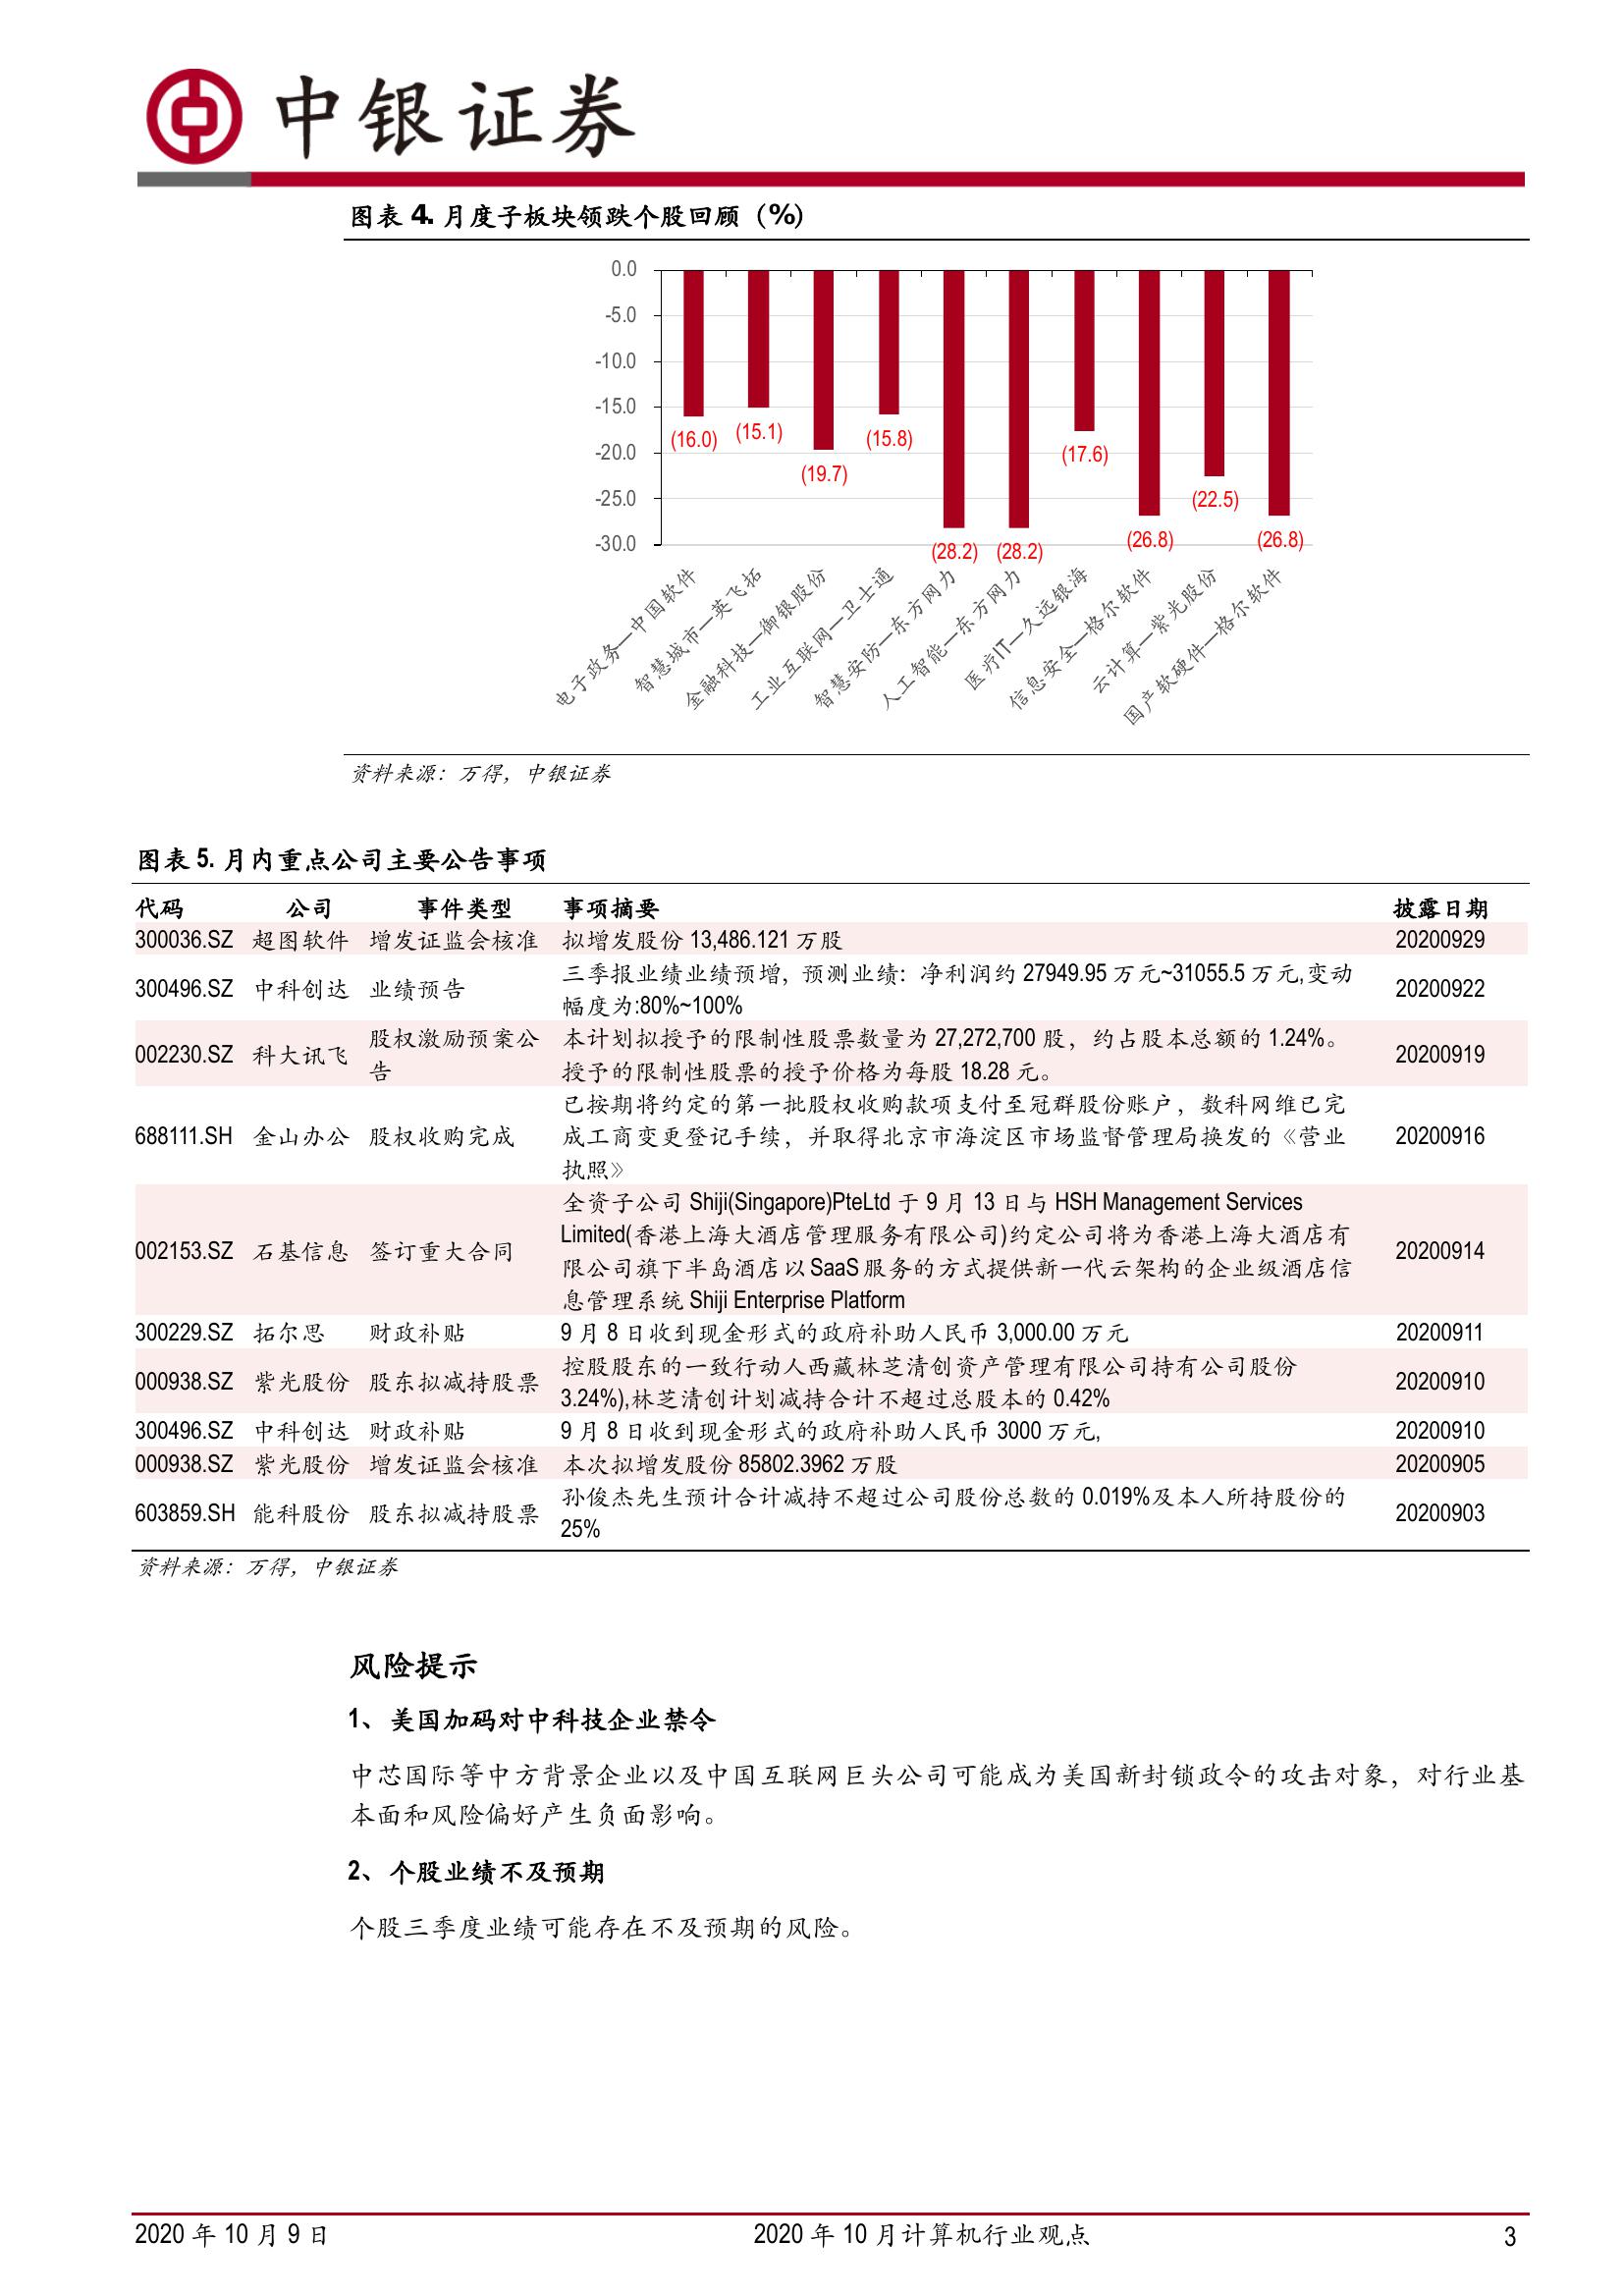 中银证券
图表 4. 月度子板块领跌个股回顾（%）
0.0
-5.0
-10.0
-15.0
-20.0
-25.0
-30.0
(16.0)
(15.1)
(19.7)
(15.8)
(28.2)
(28.2)
(17.6)
(26.8)
(22.5)
(26.8)
电子政务—中国软件
智慧城市—英飞拓
金融科技—御银股份
工业互联网—卫士通
智慧安防—东方网力
人工智能—东方网力
医疗IT—久远银海
信息安全—格尔软件
云计算—紫光股份
国产软硬件—格尔软件
资料来源：万得，中银证券
图表 5. 月内重点公司主要公告事项
代码 公司 事件类型 事项摘要 披露日期
300036.SZ 超图软件 增发证监会核准 拟增发股份 13,486.121 万股 20200929
300496.SZ 中科创达 业绩预告 三季报业绩业绩预增，预测业绩：净利润约 27949.95 万元~31055.5 万元,变动
幅度为:80%~100% 20200922
002230.SZ 科大讯飞 股权激励预案公
告 本计划拟授予的限制性股票数量为 27,272,700 股，约占股本总额的 1.24%。
授予的限制性股票的授予价格为每股 18.28 元。 20200919
688111.SH 金山办公 股权收购完成 已按期将约定的第一批股权收购款项支付至冠群股份账户，数科网维已完
成工商变更登记手续，并取得北京市海淀区市场监督管理局换发的《营业
执照》 20200916
002153.SZ 石基信息 签订重大合同 全资子公司 Shiji(Singapore)PteLtd 于 9 月 13 日与 HSH Management Services
Limited(香港上海大酒店管理服务有限公司)约定公司将为香港上海大酒店有
限公司旗下半岛酒店以 SaaS 服务的方式提供新一代云架构的企业级酒店信
息管理系统 Shiji Enterprise Platform 20200914
300229.SZ 拓尔思 财政补贴 9 月 8 日收到现金形式的政府补助人民币 3,000.00 万元 20200911
000938.SZ 紫光股份 股东拟减持股票 控股股东的一致行动人西藏林芝清创资产管理有限公司持有公司股份
3.24%),林芝清创计划减持合计不超过总股本的 0.42% 20200910
300496.SZ 中科创达 财政补贴 9 月 8 日收到现金形式的政府补助人民币 3000 万元, 20200910
000938.SZ 紫光股份 增发证监会核准 本次拟增发股份 85802.3962 万股 20200905
603859.SH 能科股份 股东拟减持股票 孙俊杰先生预计合计减持不超过公司股份总数的 0.019%及本人所持股份的
25% 20200903
资料来源：万得，中银证券
风险提示
1、美国加码对中科技企业禁令
中芯国际等中方背景企业以及中国互联网巨头公司可能成为美国新封锁政令的攻击对象，对行业基
本面和风险偏好产生负面影响。
2、个股业绩不及预期
个股三季度业绩可能存在不及预期的风险。
2020 年 10 月 9 日 2020 年 10 月计算机行业观点 3